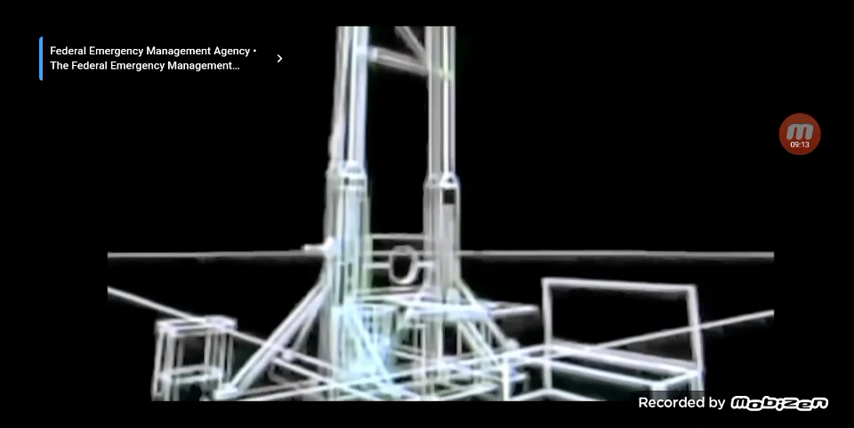 Federal Emergency Management Agency •
The Federal Emergency Management...
09:13
Recorded by mobizen